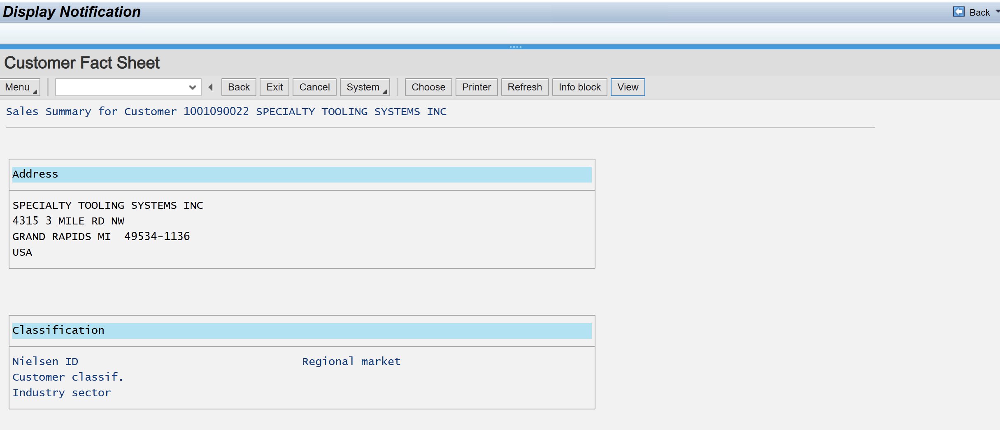 Display Notification
Back
Customer Fact Sheet
Menu Back Exit Cancel System Choose Printer Refresh Info block View
Sales Summary for Customer 1001090022 SPECIALTY TOOLING SYSTEMS INC
Address
SPECIALTY TOOLING SYSTEMS INC
4315 3 MILE RD NW
GRAND RAPIDS MI  49534-1136
USA
Classification
Nielsen ID Regional market
Customer classif.
Industry sector